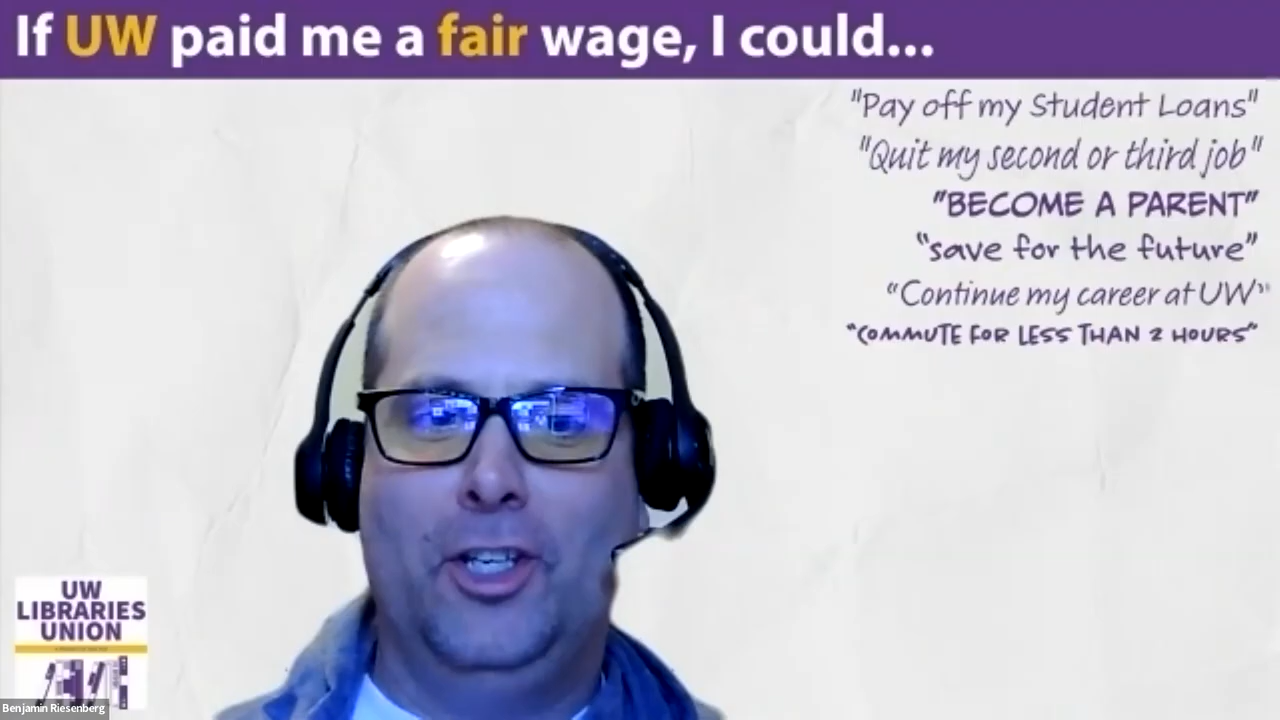 If UW paid me a fair wage, I could...
"Pay off my Student Loans"
"Quit my second or third job"
"BECOME A PARENT"
"save for the future"
"Continue my career at UW"
"COMMUTE FOR LESS THAN 2 HOURS"
UW
LIBRARIES
UNION
Benjamin Riesenberg